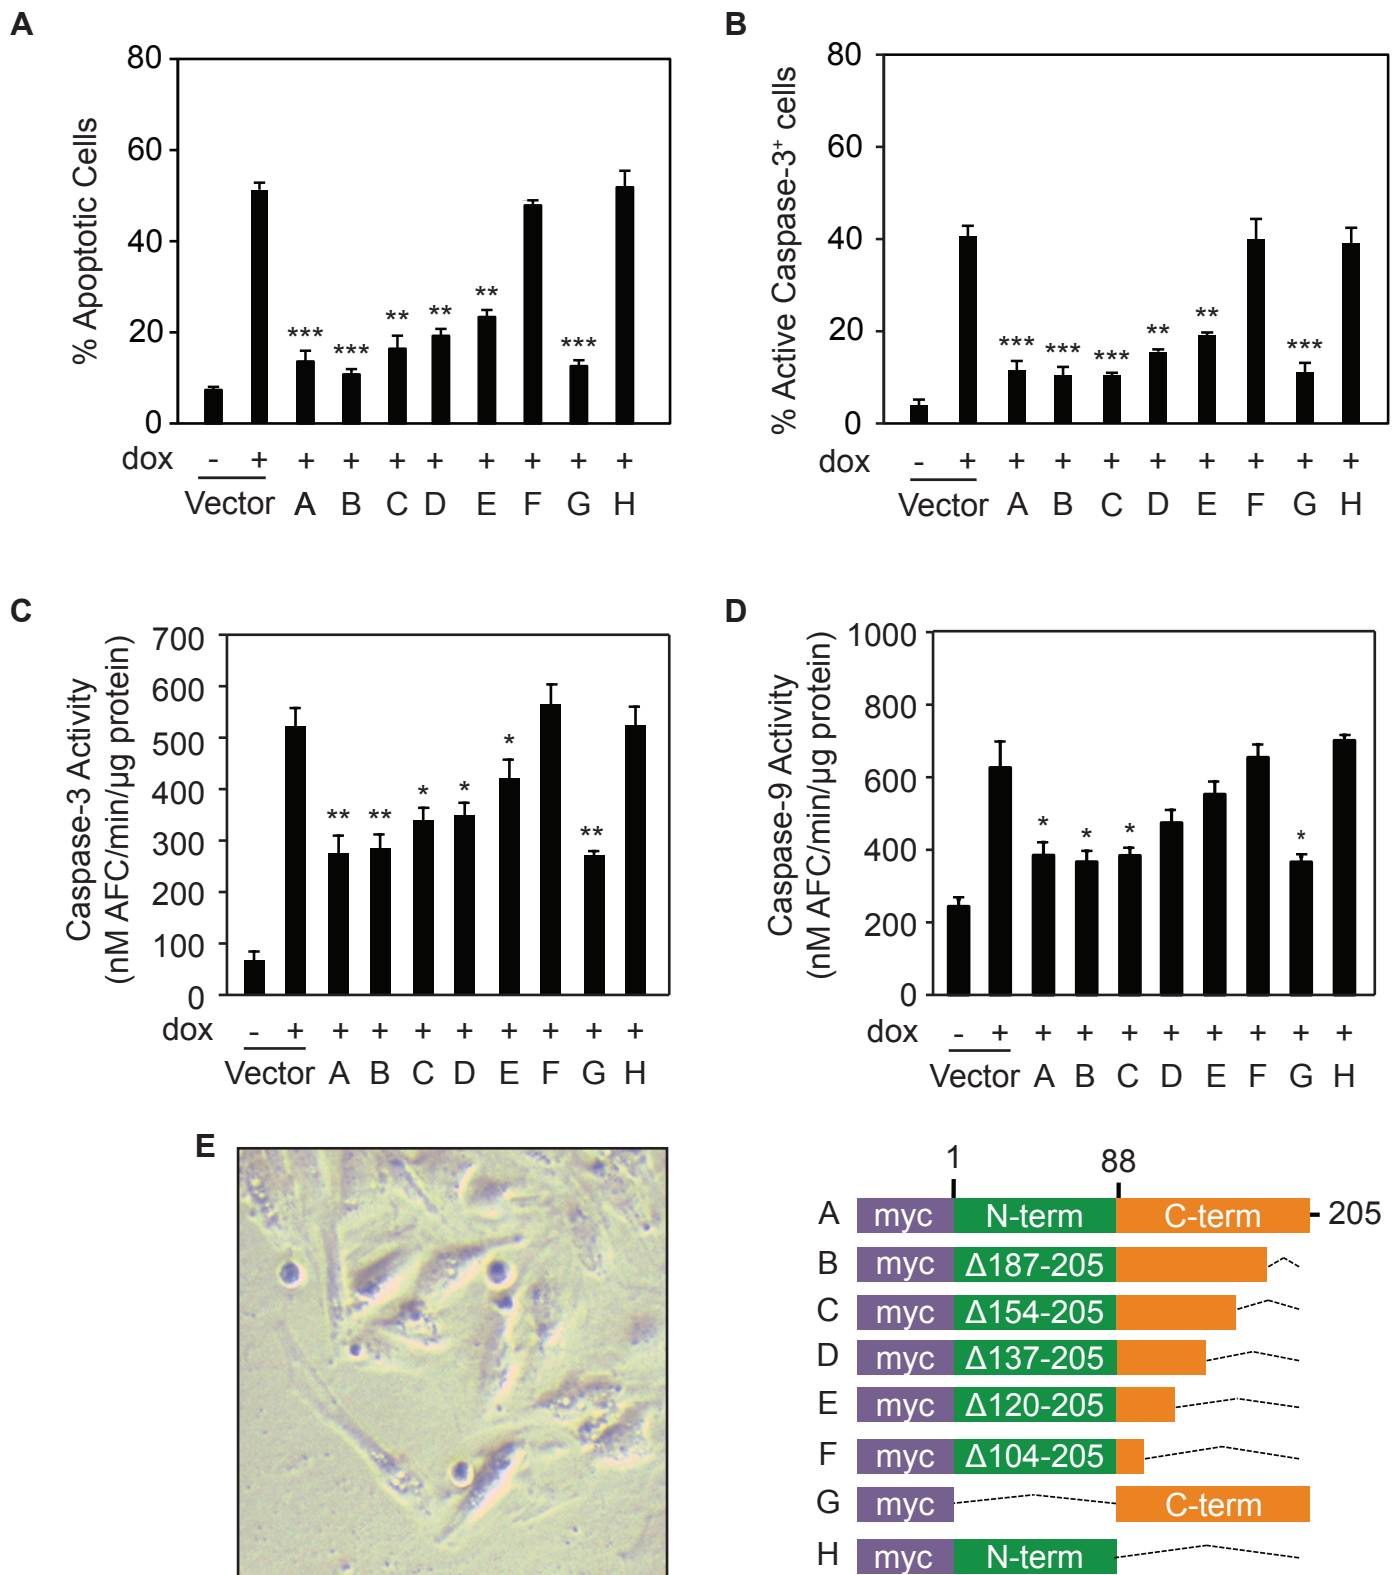 A
% Apoptotic Cells
80
60
40
20
0
*** *** ** ** ** ***
dox - + + + + + + + + +
Vector A B C D E F G H
B
% Active Caspase-3+ cells
80
60
40
20
0
*** *** *** ** ** ***
dox - + + + + + + + + +
Vector A B C D E F G H
C
Caspase-3 Activity
(nM AFC/min/µg protein)
700
600
500
400
300
200
100
0
** ** * * * **
dox - + + + + + + + + +
Vector A B C D E F G H
D
Caspase-9 Activity
(nM AFC/min/µg protein)
1000
800
600
400
200
0
* * * *
dox - + + + + + + + + +
Vector A B C D E F G H
E
1 88
A myc N-term C-term 205
B myc Δ187-205
C myc Δ154-205
D myc Δ137-205
E myc Δ120-205
F myc Δ104-205
G myc C-term
H myc N-term